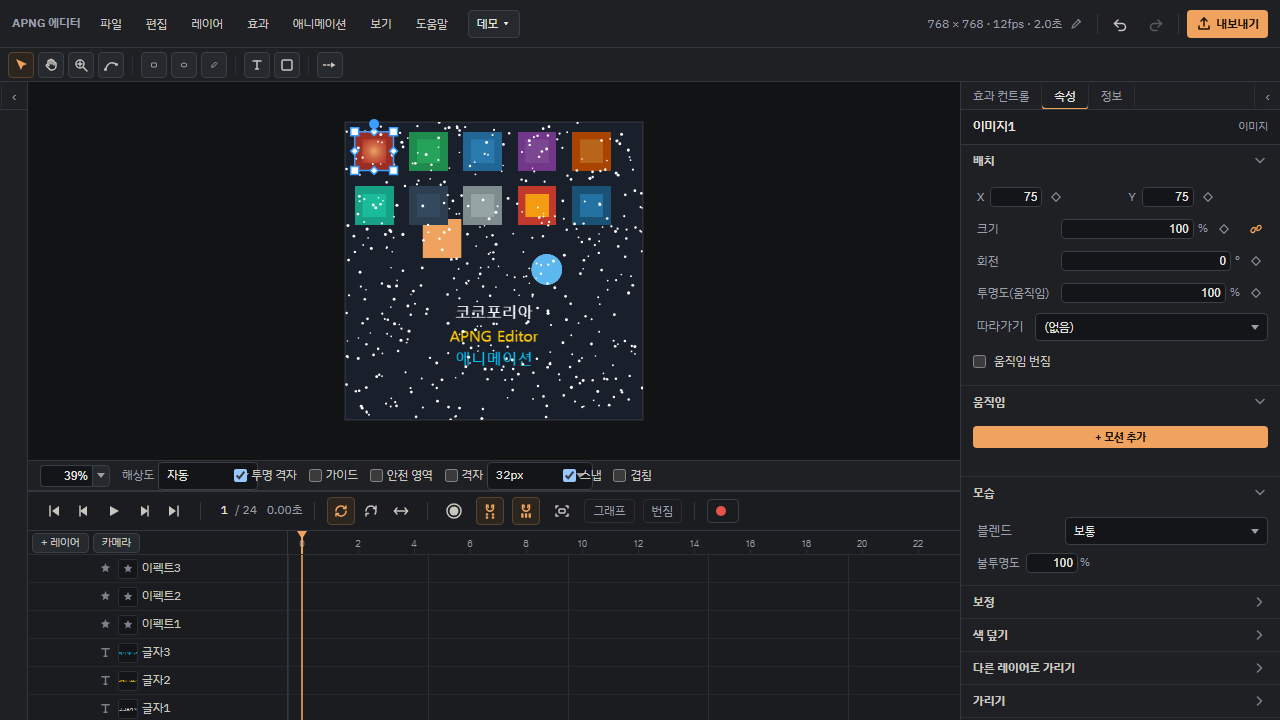 APNG 에디터 파일 편집 레이어 효과 애니메이션 보기 도움말 데모 768 × 768 · 12fps · 2.0초 내보내기
효과 컨트롤 속성 정보
이미지1 이미지
배치
X 75 Y 75
크기 100 %
회전 0 °
투명도(움직임) 100 %
따라가기 (없음)
움직임 번짐
움직임
+ 모션 추가
모습
블렌드 보통
불투명도 100 %
보정
색 덮기
다른 레이어로 가리기
가리기
코코포리아
APNG Editor
애니메이션
39% 해상도 자동 투명 격자 가이드 안전 영역 격자 32px 스냅 겹침
1 / 24 0.00초 그래프 번짐
+ 레이어 카메라 0 2 4 6 8 10 12 14 16 18 20 22
이펙트3
이펙트2
이펙트1
글자3
글자2
글자1